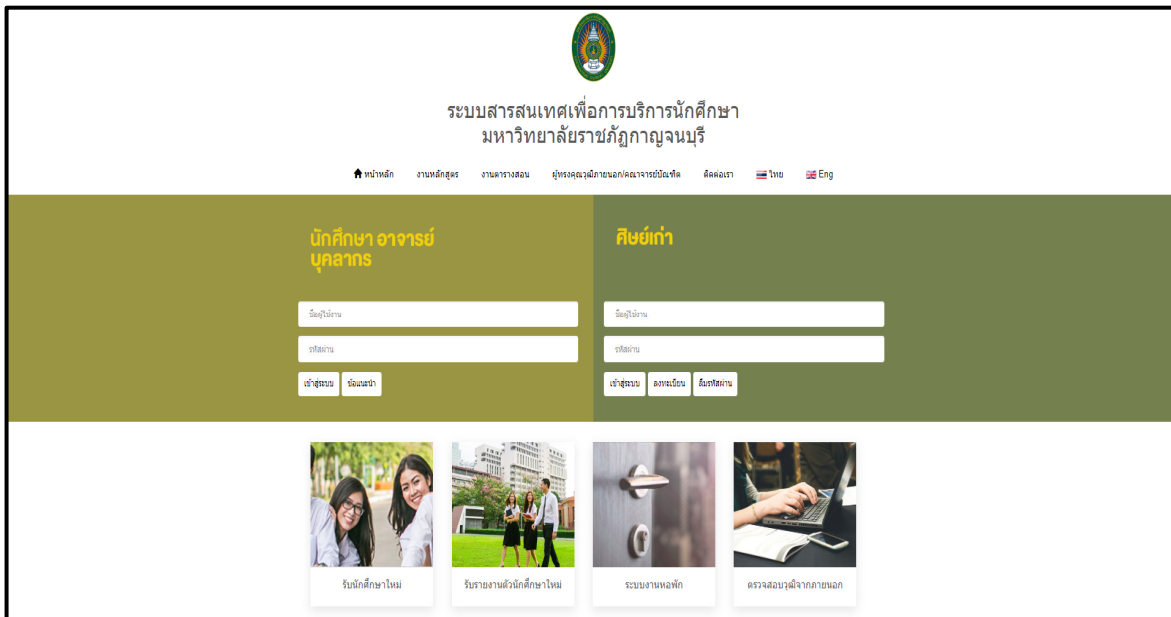 ระบบสารสนเทศเพื่อการบริการนักศึกษา
มหาวิทยาลัยราชภัฏกาญจนบุรี
หน้าหลัก งานหลักสูตร งานตารางสอน ผู้ทรงคุณวุฒิภายนอก/คณาจารย์บัณฑิต ติดต่อเรา ไทย Eng
นักศึกษา อาจารย์
บุคลากร
ศิษย์เก่า
ชื่อผู้ใช้งาน
รหัสผ่าน
เข้าสู่ระบบ ข้อแนะนำ
ชื่อผู้ใช้งาน
รหัสผ่าน
เข้าสู่ระบบ ลงทะเบียน ลืมรหัสผ่าน
รับนักศึกษาใหม่
รับรายงานตัวนักศึกษาใหม่
ระบบงานหอพัก
ตรวจสอบวุฒิจากภายนอก